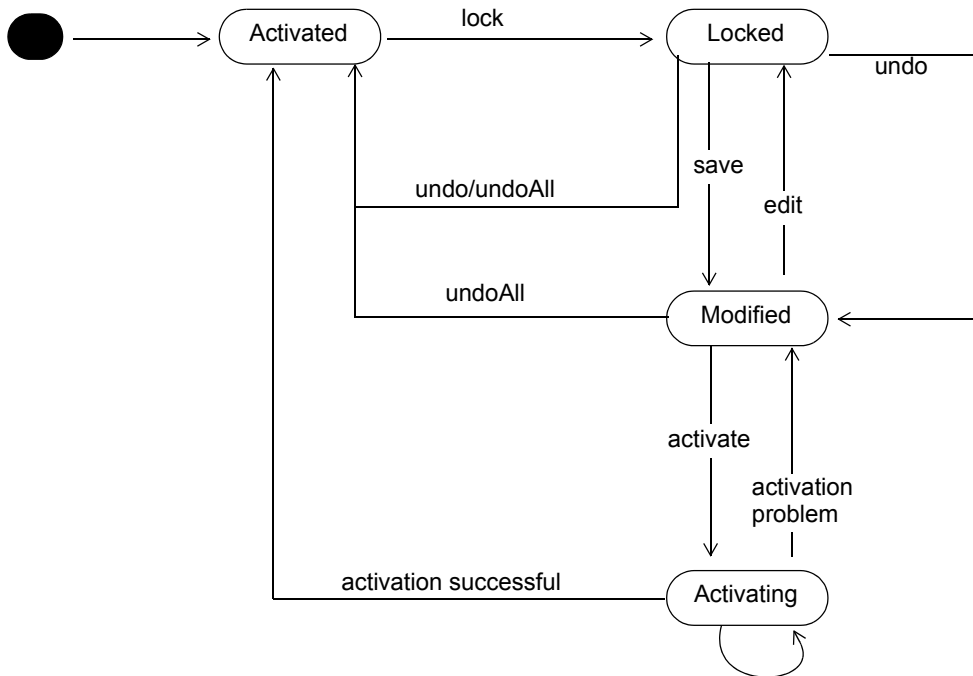 lock
Activated
Locked
undo
save
undo/undoAll
edit
undoAll
Modified
activate
activation
problem
activation successful
Activating